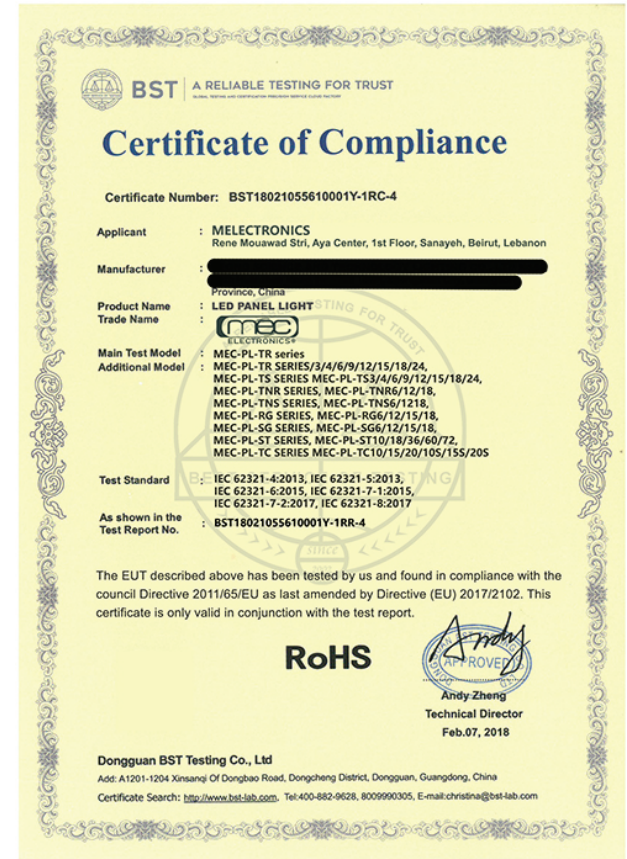 BST A RELIABLE TESTING FOR TRUST
GLOBAL TESTING AND CERTIFICATION PRECISION SERVICE CLOUD FACTORY
Certificate of Compliance
Certificate Number: BST18021055610001Y-1RC-4
Applicant : MELECTRONICS
Rene Mouawad Stri, Aya Center, 1st Floor, Sanayeh, Beirut, Lebanon
Manufacturer :
Province, China
Product Name : LED PANEL LIGHT
Trade Name : mec
ELECTRONICS®
Main Test Model : MEC-PL-TR series
Additional Model : MEC-PL-TR SERIES/3/4/6/9/12/15/18/24,
MEC-PL-TS SERIES MEC-PL-TS3/4/6/9/12/15/18/24,
MEC-PL-TNR SERIES, MEC-PL-TNR6/12/18,
MEC-PL-TNS SERIES, MEC-PL-TNS6/1218,
MEC-PL-RG SERIES, MEC-PL-RG6/12/15/18,
MEC-PL-SG SERIES, MEC-PL-SG6/12/15/18,
MEC-PL-ST SERIES, MEC-PL-ST10/18/36/60/72,
MEC-PL-TC SERIES MEC-PL-TC10/15/20/10S/15S/20S
Test Standard : IEC 62321-4:2013, IEC 62321-5:2013,
IEC 62321-6:2015, IEC 62321-7-1:2015,
IEC 62321-7-2:2017, IEC 62321-8:2017
As shown in the
Test Report No. : BST18021055610001Y-1RR-4
since
The EUT described above has been tested by us and found in compliance with the
council Directive 2011/65/EU as last amended by Directive (EU) 2017/2102. This
certificate is only valid in conjunction with the test report.
RoHS
Andy
APPROVED
Andy Zheng
Technical Director
Feb.07, 2018
Dongguan BST Testing Co., Ltd
Add: A1201-1204 Xinsanqi Of Dongbao Road, Dongcheng District, Dongguan, Guangdong, China
Certificate Search: http://www.bst-lab.com, Tel:400-882-9628, 8009990305, E-mail:christina@bst-lab.com